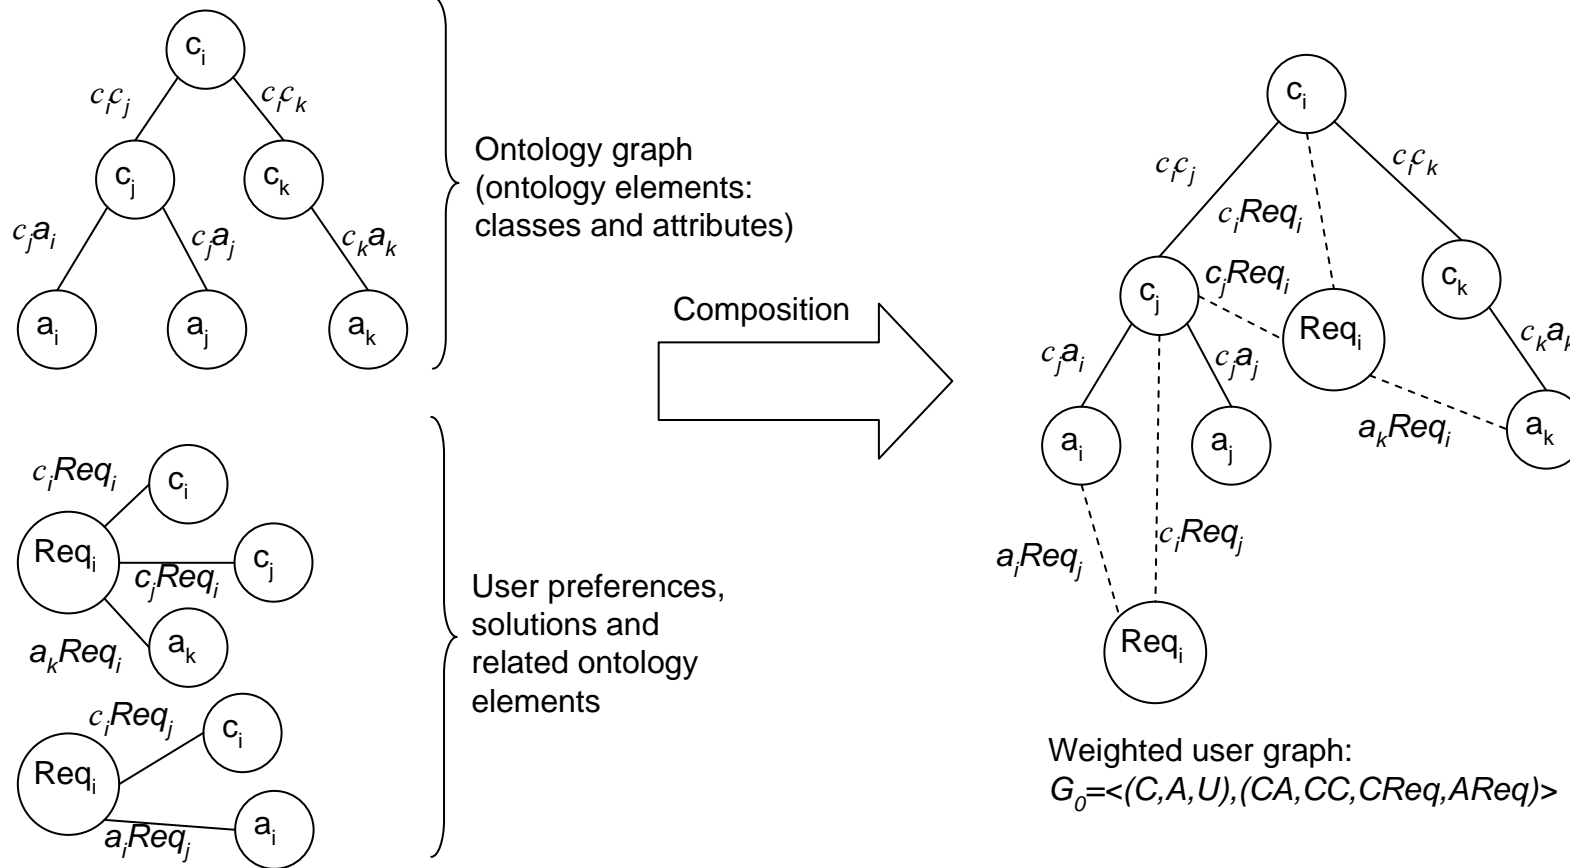 c_i
c_ic_j
c_ic_k
c_j
c_k
c_ja_i
c_ja_j
c_ka_k
a_i
a_j
a_k
Ontology graph
(ontology elements:
classes and attributes)
c_iReq_i
c_i
Req_i
c_jReq_i
c_j
a_kReq_i
a_k
c_iReq_j
c_i
Req_i
a_iReq_j
a_i
User preferences,
solutions and
related ontology
elements
Composition
c_i
c_ic_j
c_ic_k
c_iReq_i
c_jReq_i
c_j
c_k
Req_i
c_ja_i
c_ja_j
c_ka_k
a_i
a_j
a_kReq_i
a_k
a_iReq_j
c_iReq_j
Req_i
Weighted user graph:
G_0=<(C,A,U),(CA,CC,CReq,AReq)>